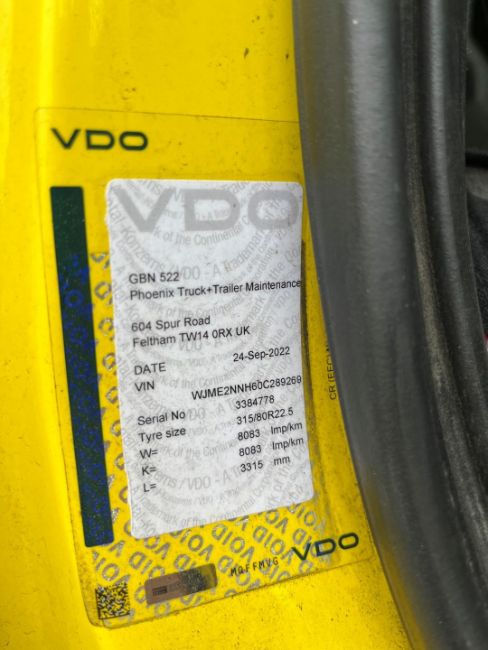 VDO
VDO
GBN 522
Phoenix Truck+Trailer Maintenance
604 Spur Road
Feltham TW14 0RX UK
DATE 24-Sep-2022
VIN WJME2NNH60C289269
Serial No 3384778
Tyre size 315/80R22.5
W= 8083 Imp/km
K= 8083 Imp/km
L= 3315 mm
MQFFMVG
VDO